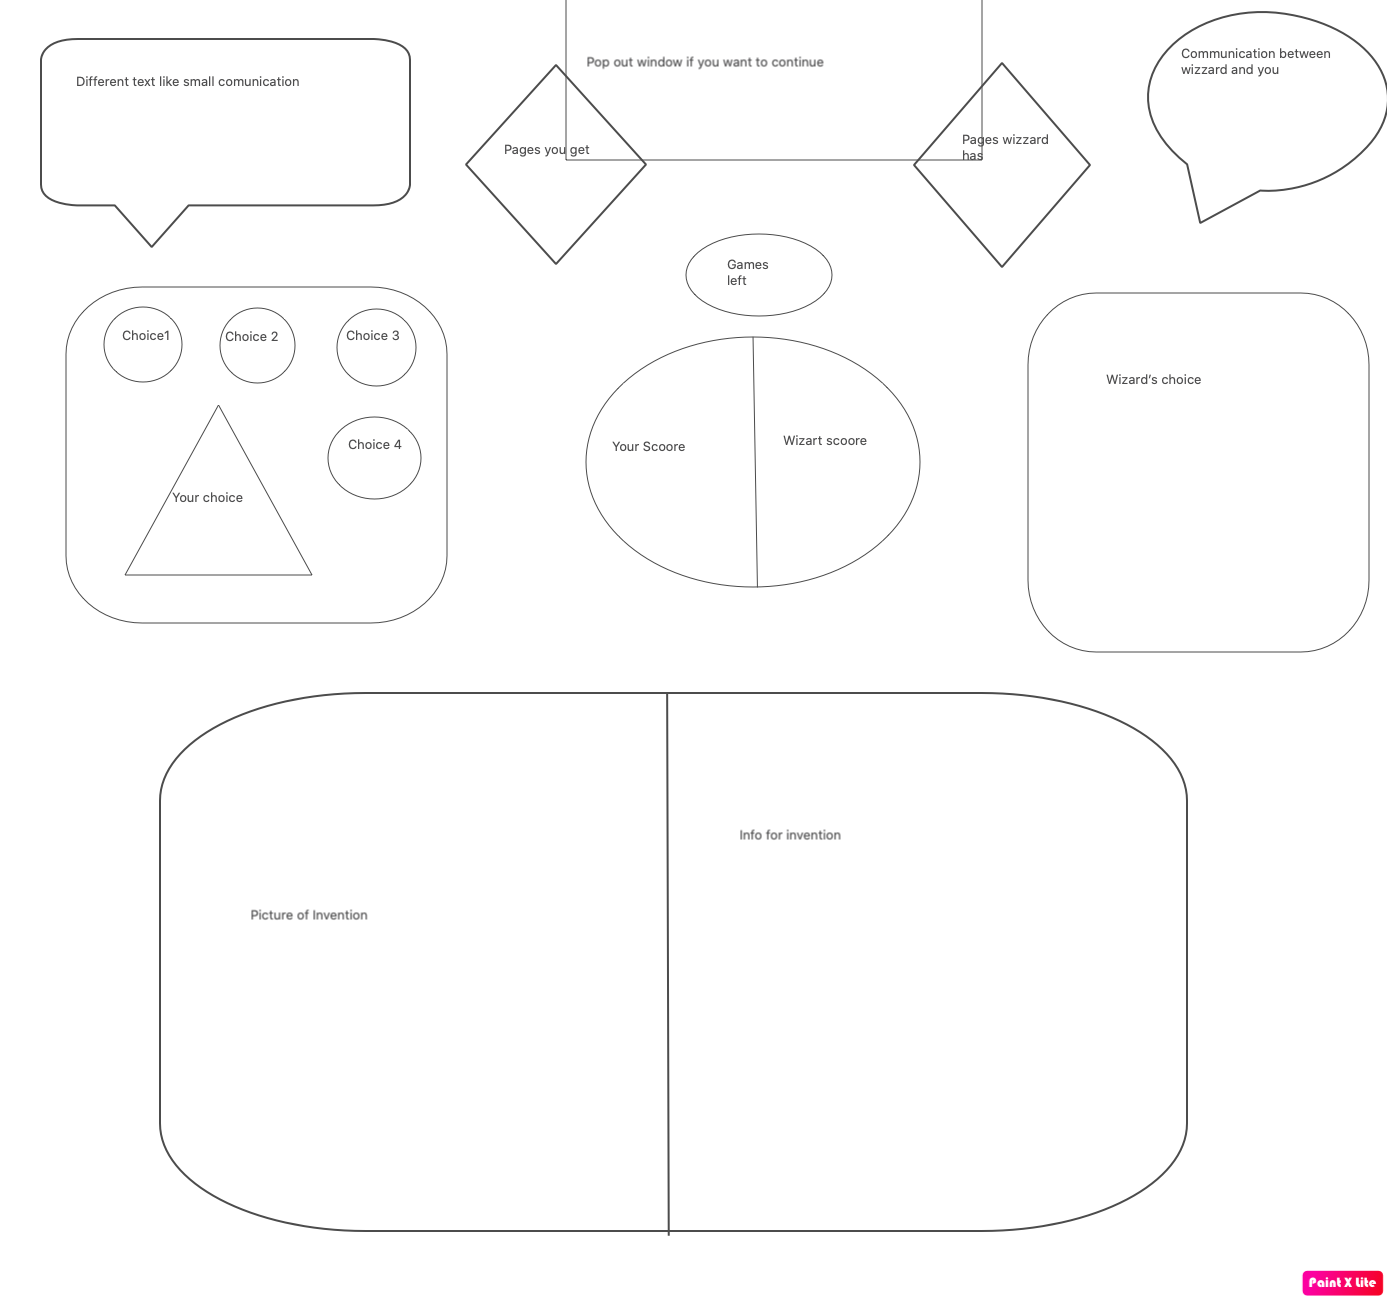 Pop out window if you want to continue
Different text like small comunication
Communication between
wizzard and you
Pages you get
Pages wizzard
has
Games
left
Choice1
Choice 2
Choice 3
Choice 4
Your choice
Your Scoore
Wizart scoore
Wizard’s choice
Info for invention
Picture of Invention
Paint X Lite